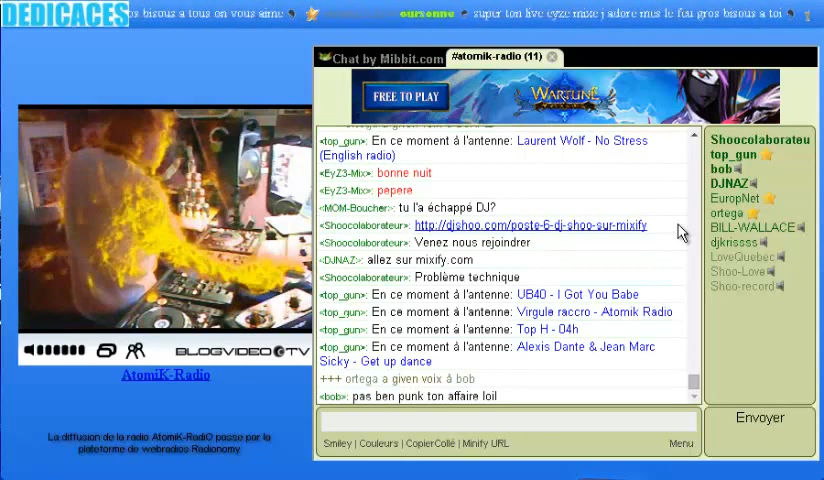 DEDICACES
os bisous a tous on vous aime
oursonne
super ton live eyze mixe j adore mes le feu gros bisous a toi
Chat by Mibbit.com
#atomik-radio (11)
FREE TO PLAY
WARTUNE
<top_gun>: En ce moment à l'antenne: Laurent Wolf - No Stress
(English radio)
<EyZ3-Mix>: bonne nuit
<EyZ3-Mix>: pepere
<MOM-Boucher>: tu l'a échappé DJ?
<Shoocolaborateur>: http://djshoo.com/poste-6-dj-shoo-sur-mixify
<Shoocolaborateur>: Venez nous rejoindrer
<DJNAZ>: allez sur mixify.com
<Shoocolaborateur>: Problème technique
<top_gun>: En ce moment à l'antenne: UB40 - I Got You Babe
<top_gun>: En ce moment à l'antenne: Virgule raccro - Atomik Radio
<top_gun>: En ce moment à l'antenne: Top H - 04h
<top_gun>: En ce moment à l'antenne: Alexis Dante & Jean Marc
Sicky - Get up dance
+++ ortega a given voix à bob
<bob>: pas ben punk ton affaire loil
Shoocolaborateu
top_gun
bob
DJNAZ
EuropNet
ortega
BILL-WALLACE
djkrissss
LoveQuebec
Shoo-Love
Shoo-record
Envoyer
Smiley | Couleurs | CopierCollé | Minify URL
Menu
BLOGVIDEO TV
AtomiK-Radio
La diffusion de la radio AtomiK-RadiO passe par la
plateforme de webradios Radionomy